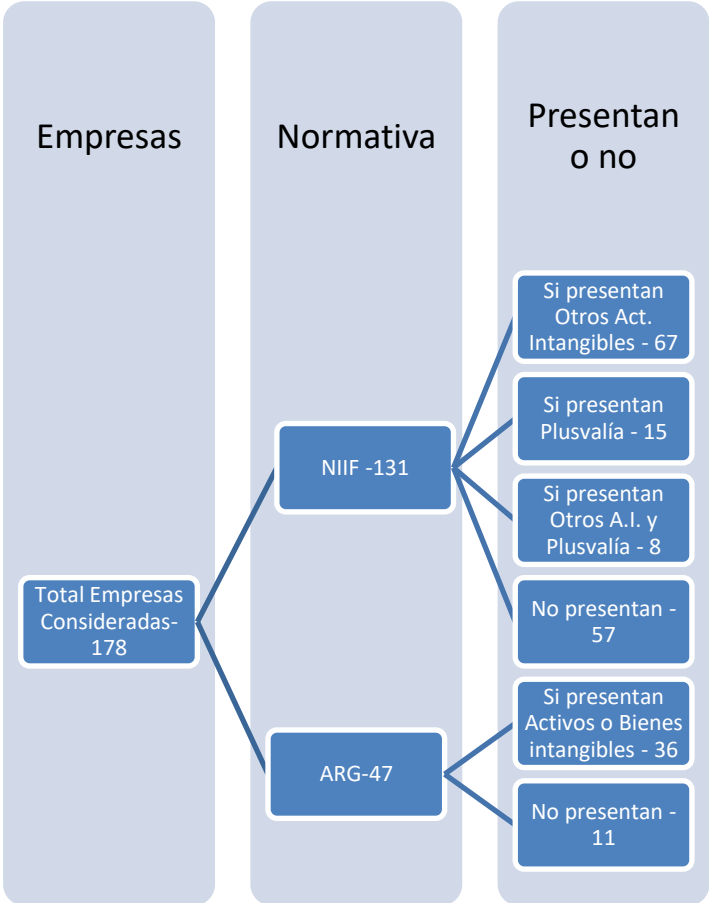 Empresas
Normativa
Presentan
o no
Total Empresas
Consideradas-
178
NIIF -131
ARG-47
Si presentan
Otros Act.
Intangibles - 67
Si presentan
Plusvalía - 15
Si presentan
Otros A.I. y
Plusvalía - 8
No presentan -
57
Si presentan
Activos o Bienes
intangibles - 36
No presentan -
11